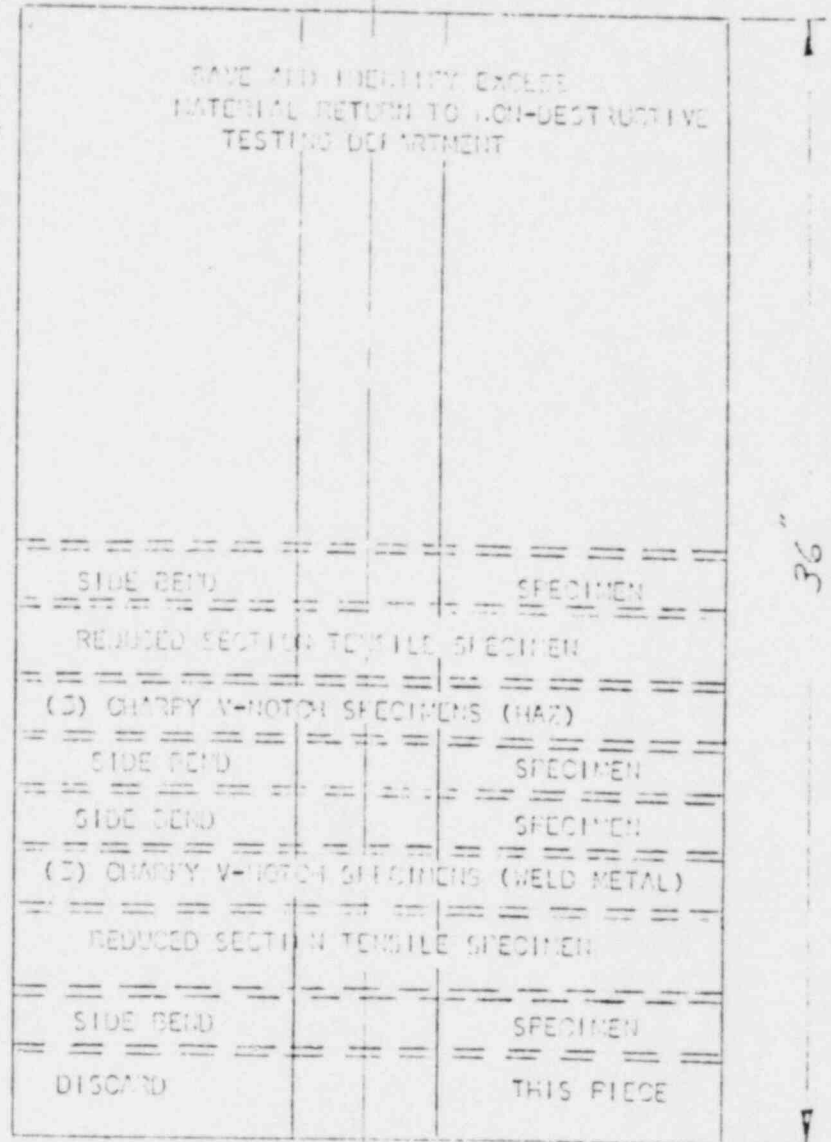 SAVE AND IDENTIFY EXCESS
MATERIAL RETURN TO NON-DESTRUCTIVE
TESTING DEPARTMENT
36"
SIDE BEND SPECIMEN
REDUCED SECTION TENSILE SPECIMEN
CHARPY V-NOTCH SPECIMENS (HAZ)
SIDE BEND SPECIMEN
SIDE BEND SPECIMEN
CHARPY V-NOTCH SPECIMENS (WELD METAL)
REDUCED SECTION TENSILE SPECIMEN
SIDE BEND SPECIMEN
DISCARD THIS PIECE